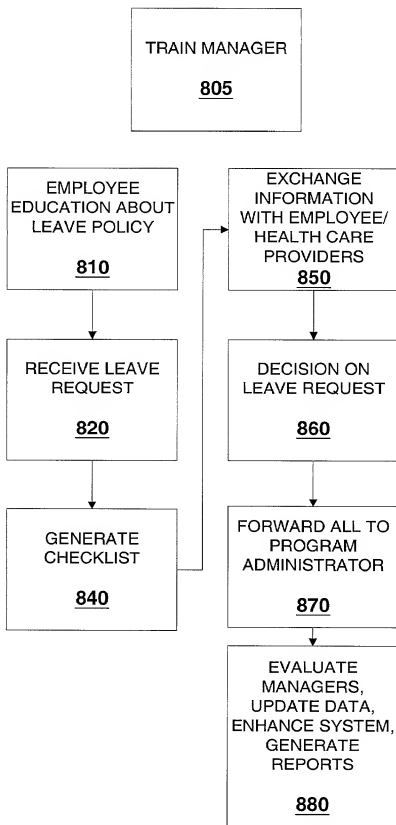 TRAIN MANAGER
805
EMPLOYEE
EDUCATION ABOUT
LEAVE POLICY
810
RECEIVE LEAVE
REQUEST
820
GENERATE
CHECKLIST
840
EXCHANGE
INFORMATION
WITH EMPLOYEE/
HEALTH CARE
PROVIDERS
850
DECISION ON
LEAVE REQUEST
860
FORWARD ALL TO
PROGRAM
ADMINISTRATOR
870
EVALUATE
MANAGERS,
UPDATE DATA,
ENHANCE SYSTEM,
GENERATE
REPORTS
880